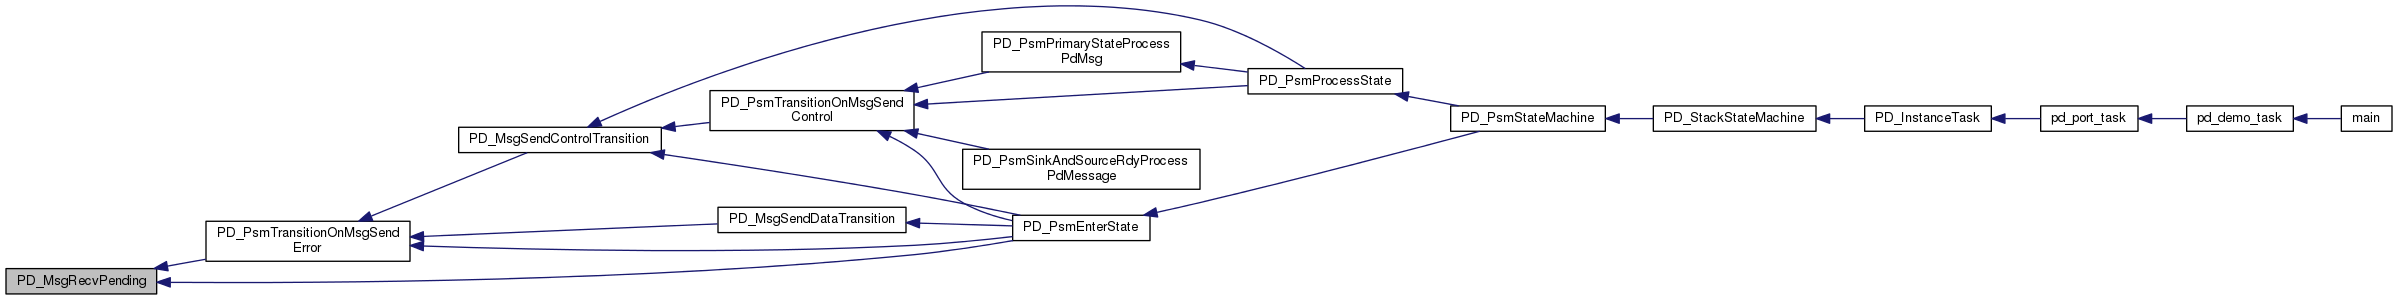 PD_MsgRecvPending
PD_PsmTransitionOnMsgSend
Error
PD_MsgSendControlTransition
PD_MsgSendDataTransition
PD_PsmTransitionOnMsgSend
Control
PD_PsmPrimaryStateProcess
PdMsg
PD_PsmSinkAndSourceRdyProcess
PdMessage
PD_PsmEnterState
PD_PsmProcessState
PD_PsmStateMachine
PD_StackStateMachine
PD_InstanceTask
pd_port_task
pd_demo_task
main